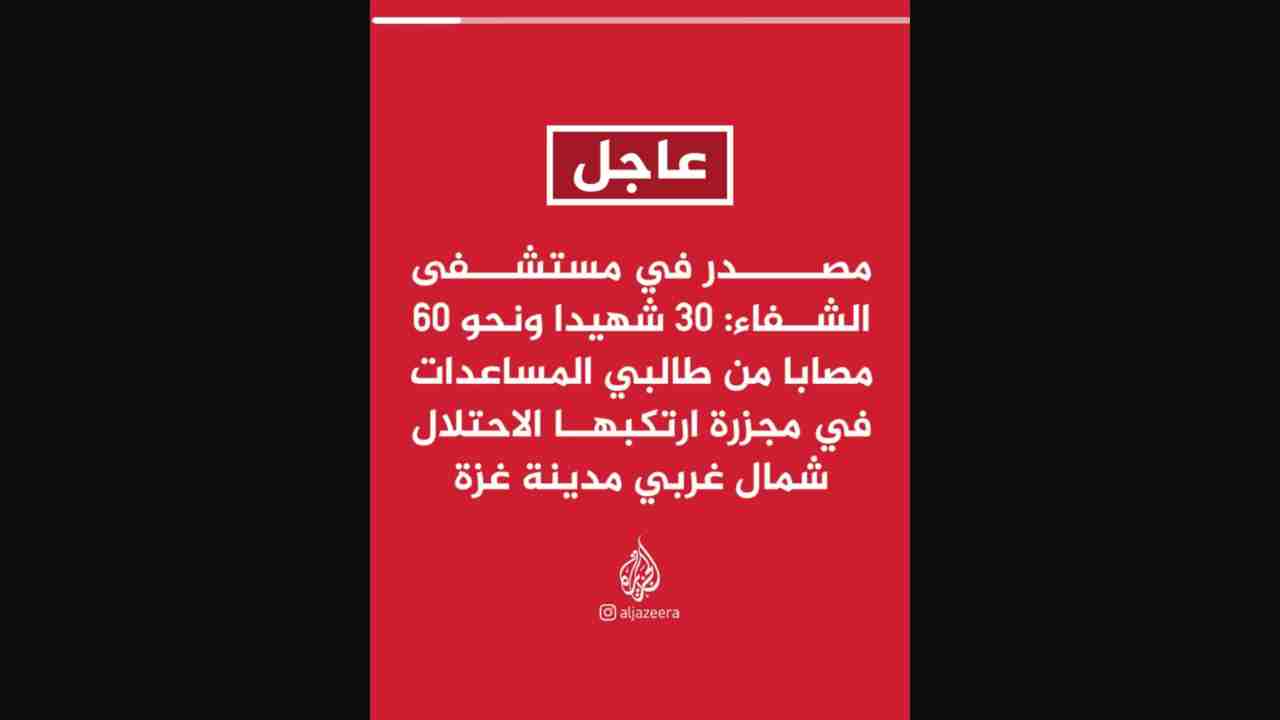 عاجل
مصدر في مستشفى
الشفاء: 30 شهيدا ونحو 60
مصابا من طالبي المساعدات
في مجزرة ارتكبها الاحتلال
شمال غربي مدينة غزة
الجزيرة
aljazeera